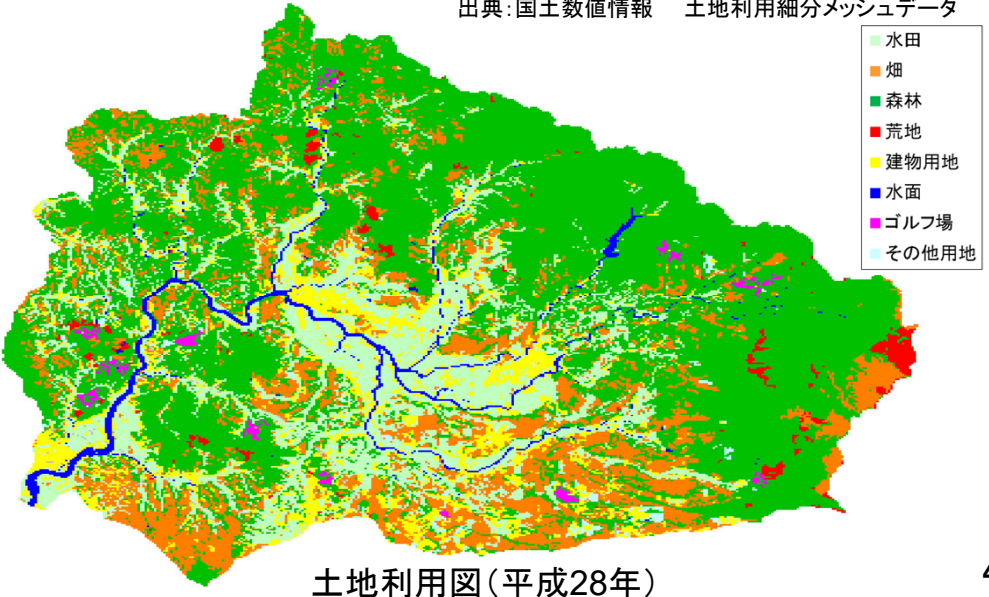 出典：国土数値情報　土地利用細分メッシュデータ
水田
畑
森林
荒地
建物用地
水面
ゴルフ場
その他用地
土地利用図（平成28年）